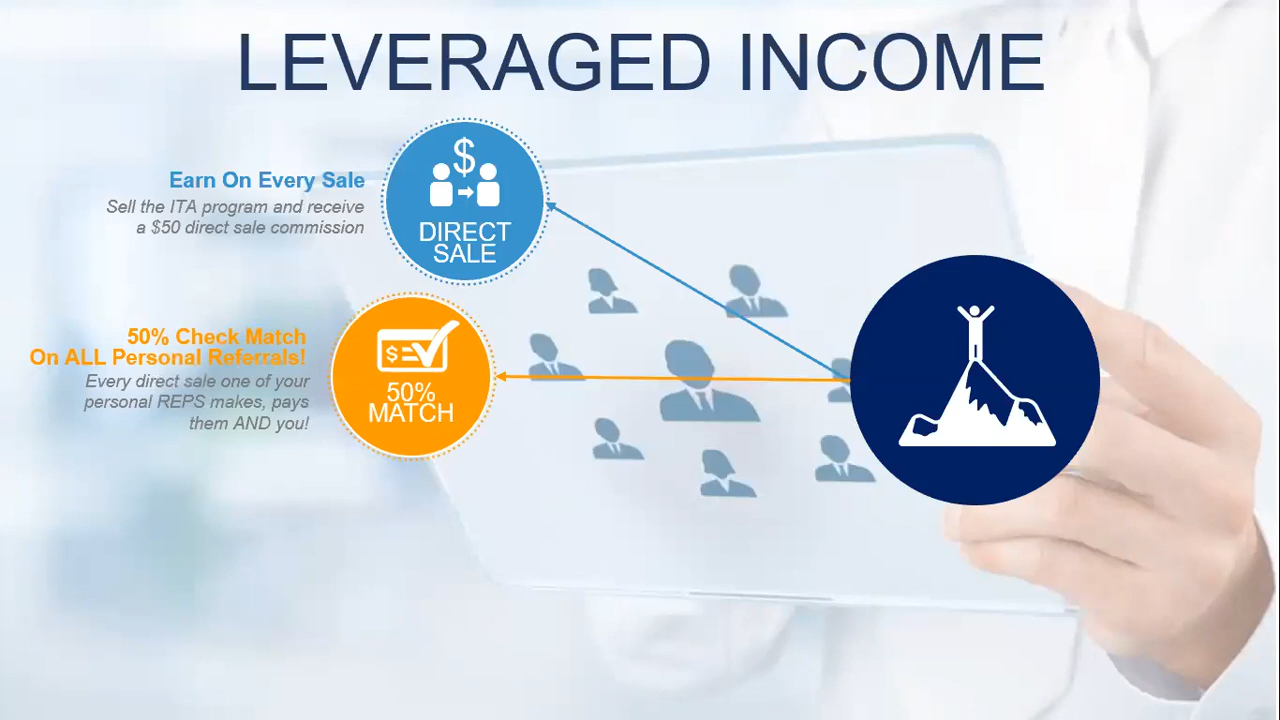 LEVERAGED INCOME
Earn On Every Sale
Sell the ITA program and receive
a $50 direct sale commission
$
DIRECT
SALE
50% Check Match
On ALL Personal Referrals!
Every direct sale one of your
personal REPS makes, pays
them AND you!
$
50%
MATCH